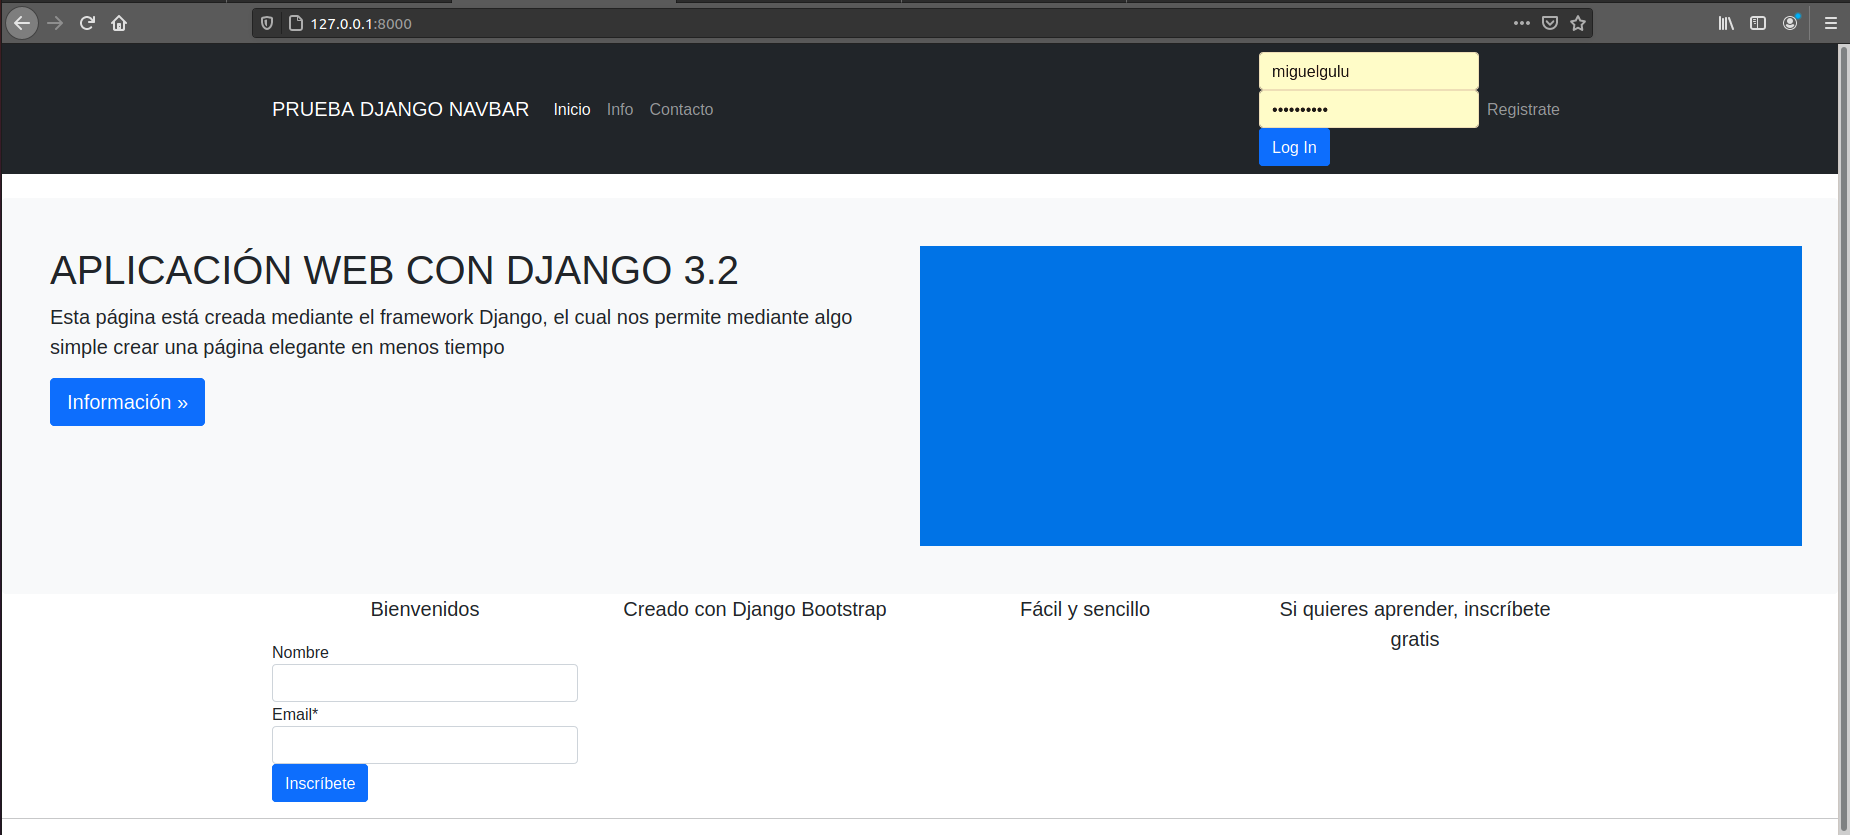 127.0.0.1:8000
PRUEBA DJANGO NAVBAR Inicio Info Contacto
miguelgulu
••••••••••
Registrate
Log In
APLICACIÓN WEB CON DJANGO 3.2
Esta página está creada mediante el framework Django, el cual nos permite mediante algo
simple crear una página elegante en menos tiempo
Información »
Bienvenidos
Creado con Django Bootstrap
Fácil y sencillo
Si quieres aprender, inscríbete
gratis
Nombre
Email*
Inscríbete